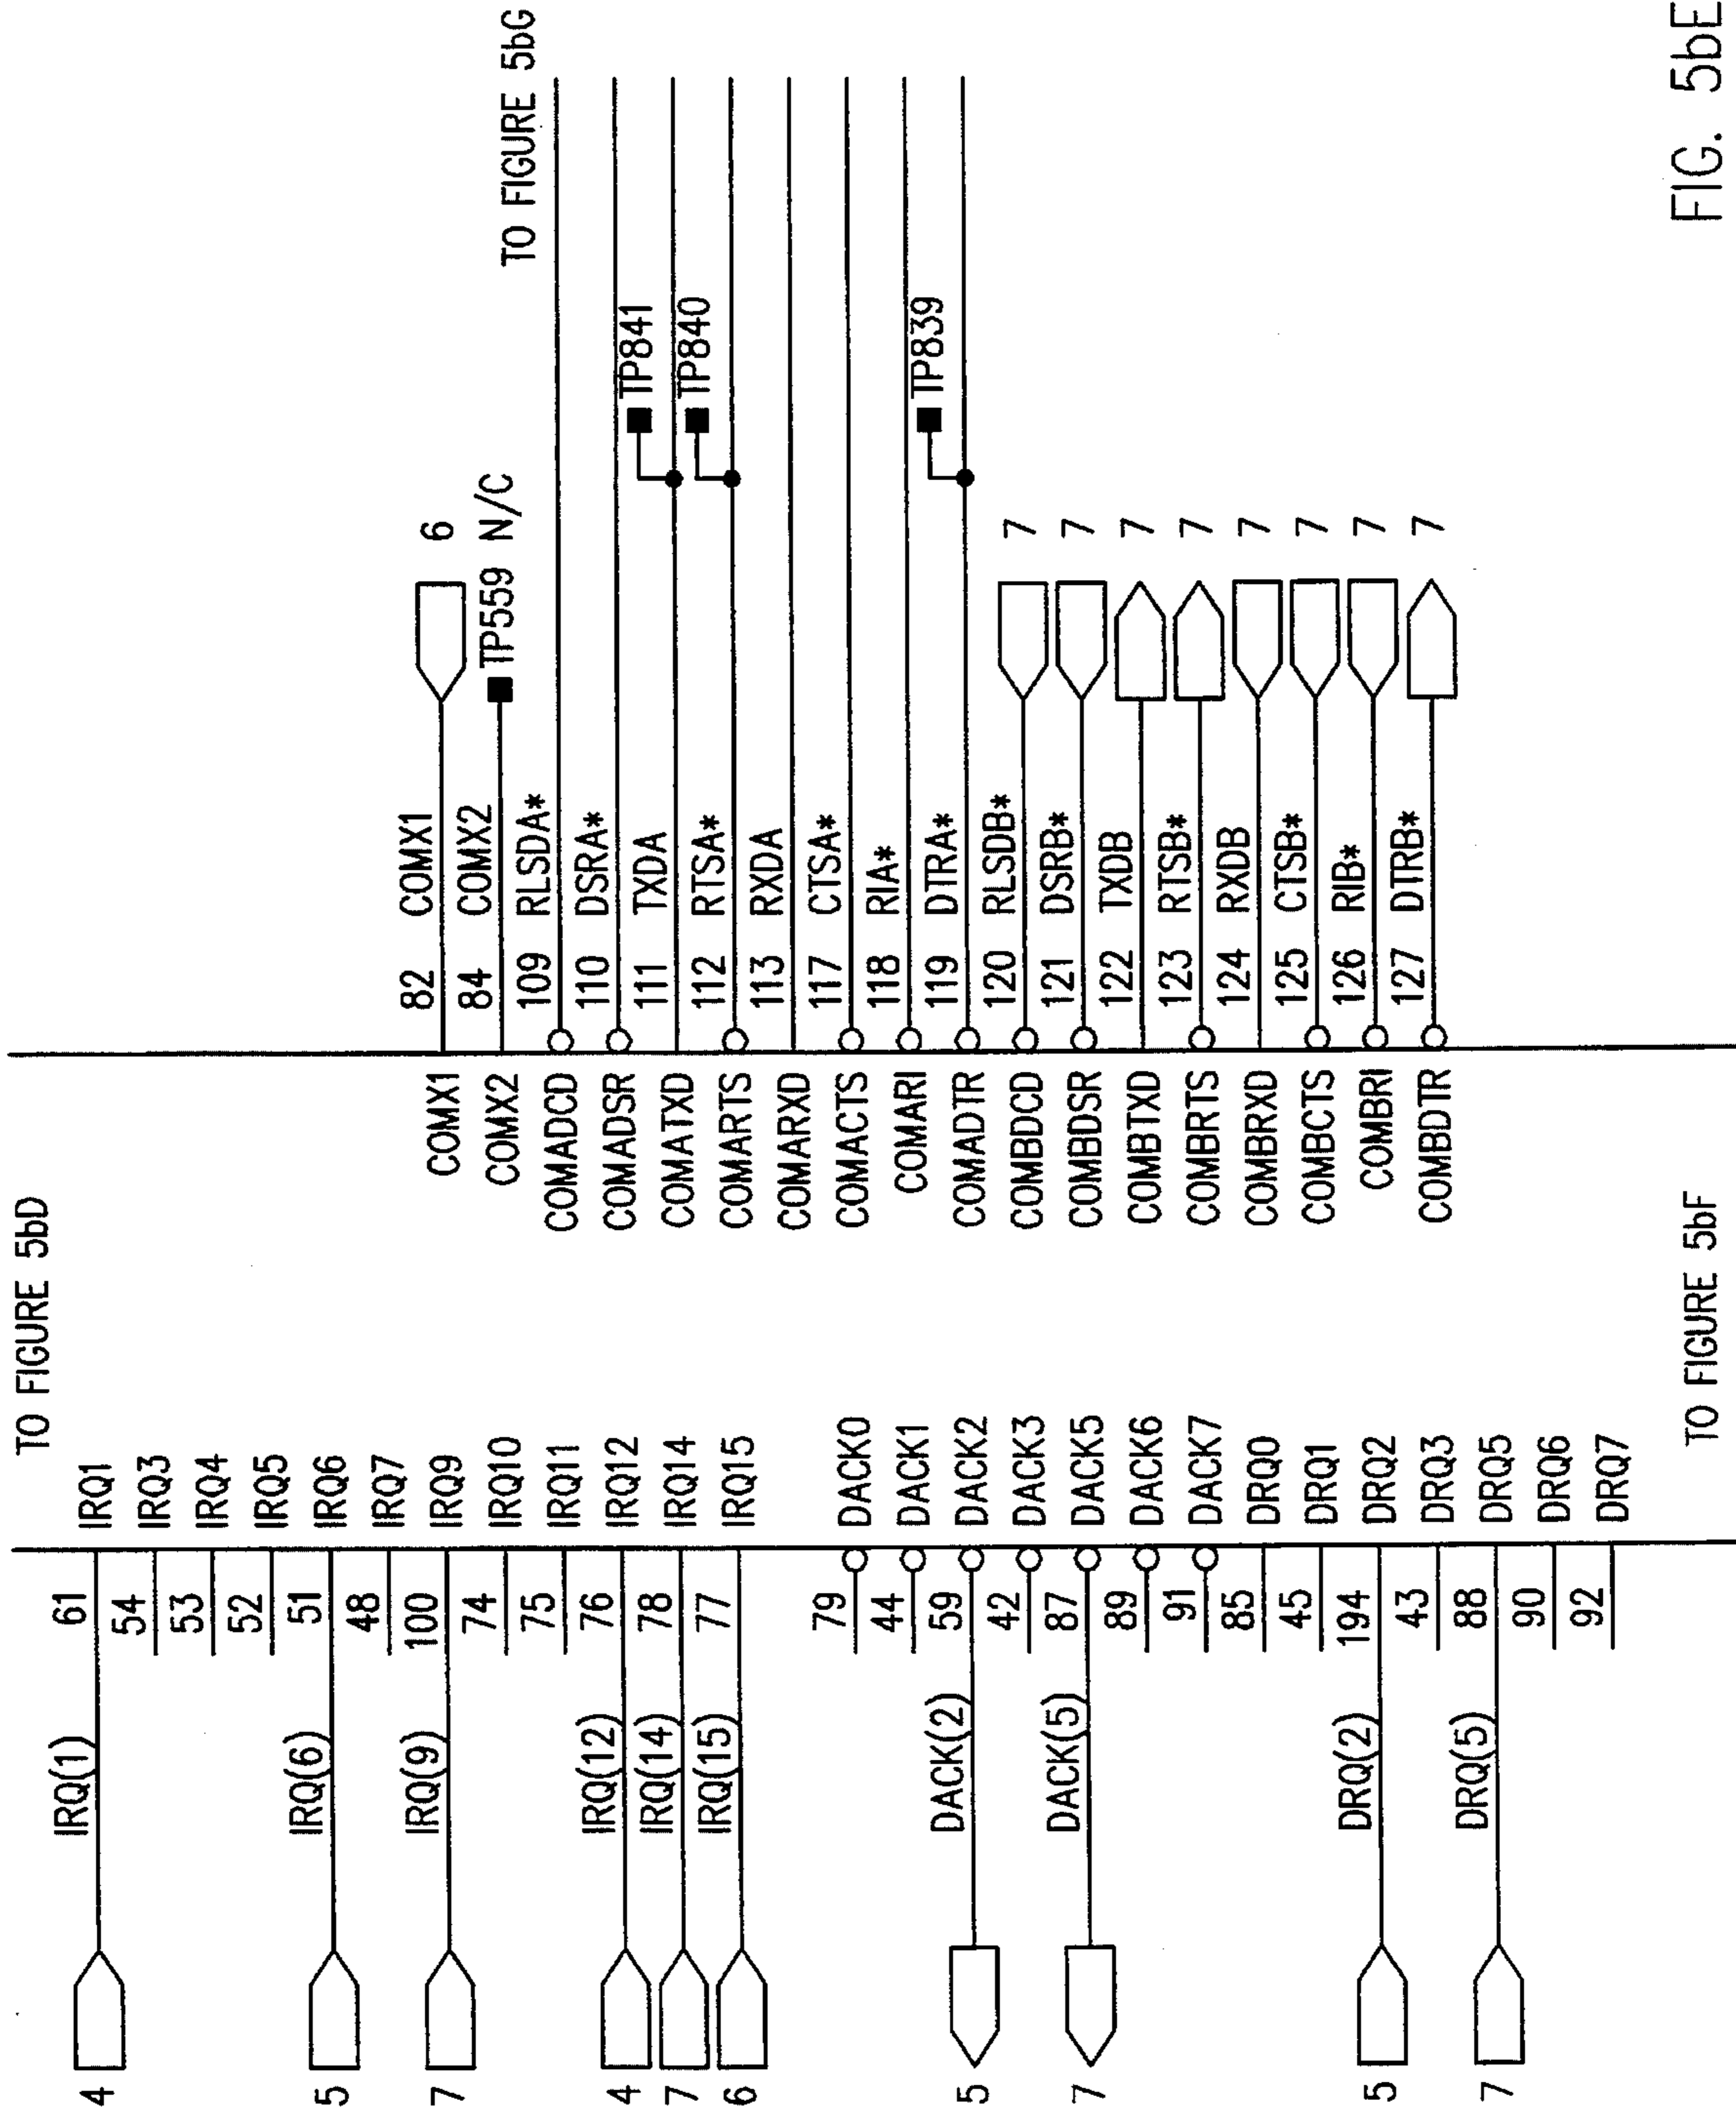 TO FIGURE 5bD
4 IRQ(1) 61 IRQ1
54 IRQ3
53 IRQ4
52 IRQ5
5 IRQ(6) 51 IRQ6
48 IRQ7
7 IRQ(9) 100 IRQ9
74 IRQ10
75 IRQ11
4 IRQ(12) 76 IRQ12
7 IRQ(14) 78 IRQ14
6 IRQ(15) 77 IRQ15
79 DACK0
44 DACK1
5 DACK(2) 59 DACK2
42 DACK3
7 DACK(5) 87 DACK5
89 DACK6
91 DACK7
85 DRQ0
45 DRQ1
5 DRQ(2) 194 DRQ2
43 DRQ3
7 DRQ(5) 88 DRQ5
90 DRQ6
92 DRQ7
COMX1 82 COMX1 6
COMX2 84 COMX2 TP559 N/C
TO FIGURE 5bG
COMADCD 109 RLSDA*
COMADSR 110 DSRA*
TP841
COMATXD 111 TXDA
TP840
COMARTS 112 RTSA*
COMARXD 113 RXDA
COMACTS 117 CTSA*
COMARI 118 RIA*
TP839
COMADTR 119 DTRA*
COMBDCD 120 RLSDB* 7
COMBDSR 121 DSRB* 7
COMBTXD 122 TXDB 7
COMBRTS 123 RTSB* 7
COMBRXD 124 RXDB 7
COMBCTS 125 CTSB* 7
COMBRI 126 RIB* 7
COMBDTR 127 DTRB* 7
TO FIGURE 5bF
FIG. 5bE